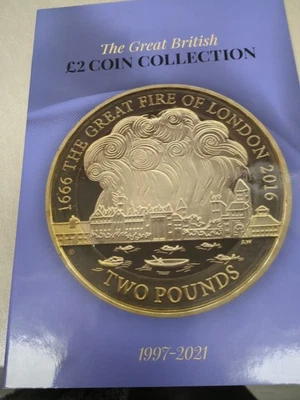 The Great British
£2 COIN COLLECTION
1666 THE GREAT FIRE OF LONDON 2016
TWO POUNDS
1997-2021